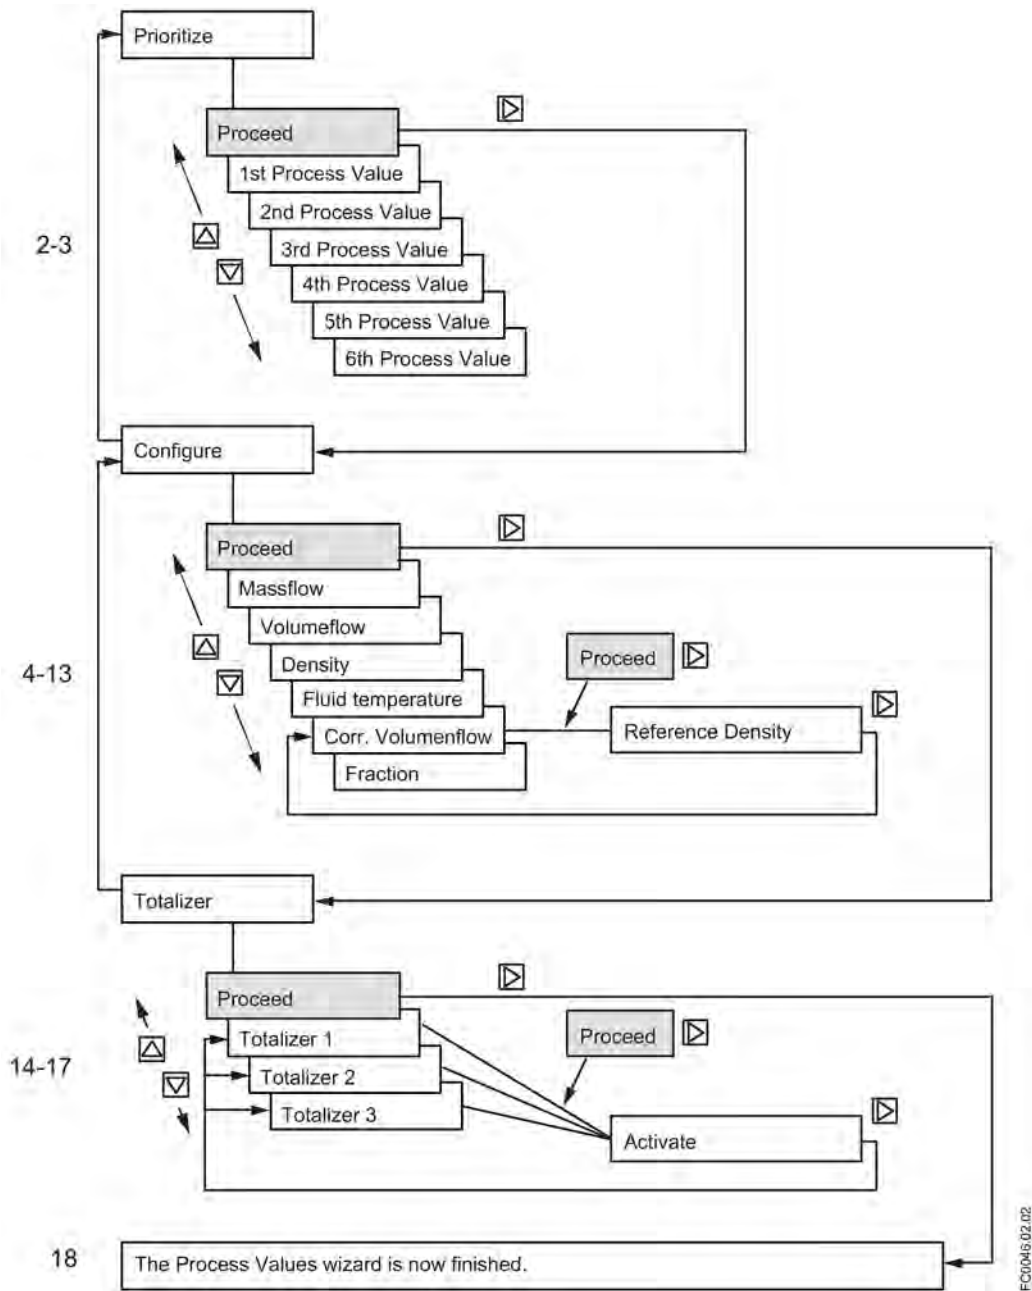 Prioritize
Proceed
1st Process Value
2nd Process Value
2-3
3rd Process Value
4th Process Value
5th Process Value
6th Process Value
Configure
Proceed
Massflow
Volumeflow
Density
Proceed
4-13
Fluid temperature
Corr. Volumenflow
Reference Density
Fraction
Totalizer
Proceed
Totalizer 1
Proceed
14-17
Totalizer 2
Totalizer 3
Activate
18
The Process Values wizard is now finished.
FC0046.02.02